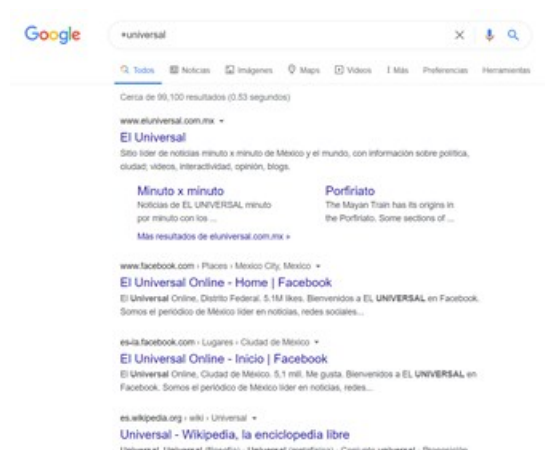 Google
+universal
Todos Noticias Imágenes Maps Videos Más Preferencias Herramientas
Cerca de 99,100 resultados (0.53 segundos)
www.eluniversal.com.mx
El Universal
Sitio líder de noticias minuto x minuto de México y el mundo, con información sobre política,
ciudad; videos, interactividad, opinión, blogs.
Minuto x minuto
Noticias de EL UNIVERSAL minuto
por minuto con los ...
Porfiriato
The Mayan Train has its origins in
the Porfiriato. Some sections of ...
Más resultados de eluniversal.com.mx »
www.facebook.com › Places › Mexico City, Mexico
El Universal Online - Home | Facebook
El Universal Online, Distrito Federal. 5.1M likes. Bienvenidos a EL UNIVERSAL en Facebook.
Somos el periódico de México líder en noticias, redes sociales...
es-la.facebook.com › Lugares › Ciudad de México
El Universal Online - Inicio | Facebook
El Universal Online, Ciudad de México. 5,1 mill. Me gusta. Bienvenidos a EL UNIVERSAL en
Facebook. Somos el periódico de México líder en noticias, redes...
es.wikipedia.org › wiki › Universal
Universal - Wikipedia, la enciclopedia libre